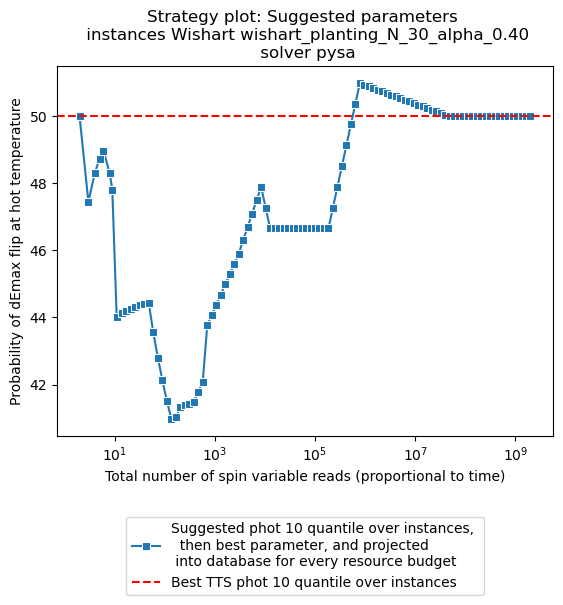 Strategy plot: Suggested parameters
instances Wishart wishart_planting_N_30_alpha_0.40
solver pysa
Probability of dEmax flip at hot temperature
50
48
46
44
42
10^1
10^3
10^5
10^7
10^9
Total number of spin variable reads (proportional to time)
Suggested phot 10 quantile over instances,
then best parameter, and projected
into database for every resource budget
Best TTS phot 10 quantile over instances